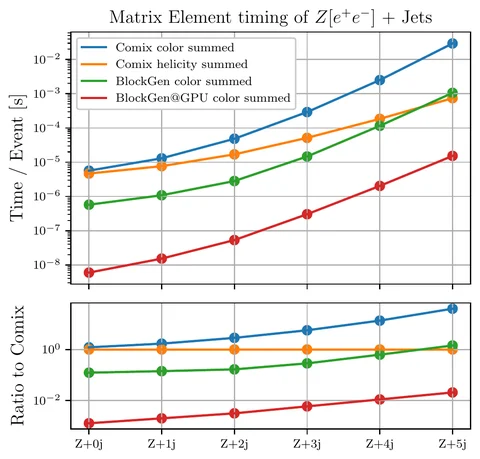 Matrix Element timing of Z[e⁺e⁻] + Jets
Comix color summed
Comix helicity summed
BlockGen color summed
BlockGen@GPU color summed
Time / Event [s]
10⁻²
10⁻³
10⁻⁴
10⁻⁵
10⁻⁶
10⁻⁷
10⁻⁸
Ratio to Comix
10⁰
10⁻²
Z+0j Z+1j Z+2j Z+3j Z+4j Z+5j